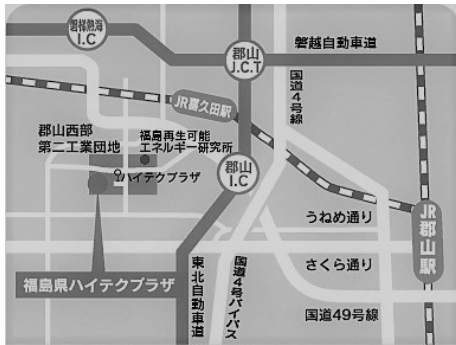 磐梯熱海
I.C
郡山
J.C.T
磐越自動車道
国道4号線
JR喜久田駅
郡山西部
第二工業団地
福島再生可能
エネルギー研究所
ハイテクプラザ
郡山
I.C
うねめ通り
JR郡山駅
さくら通り
福島県ハイテクプラザ
東北自動車道
国道4号バイパス
国道49号線